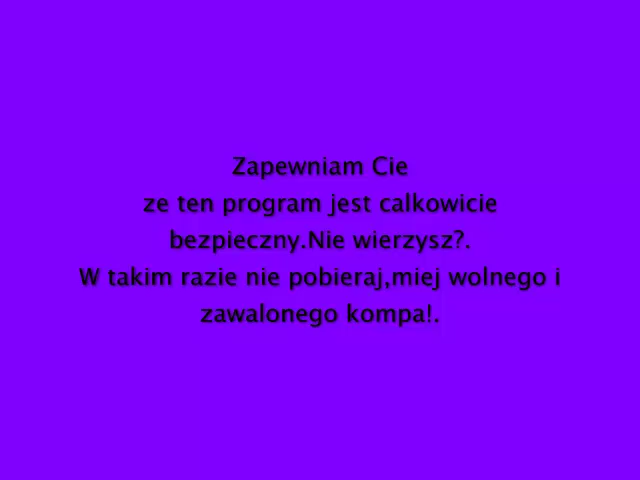 Zapewniam Cie
ze ten program jest calkowicie
bezpieczny.Nie wierzysz?.
W takim razie nie pobieraj,miej wolnego i
zawalonego kompa!.